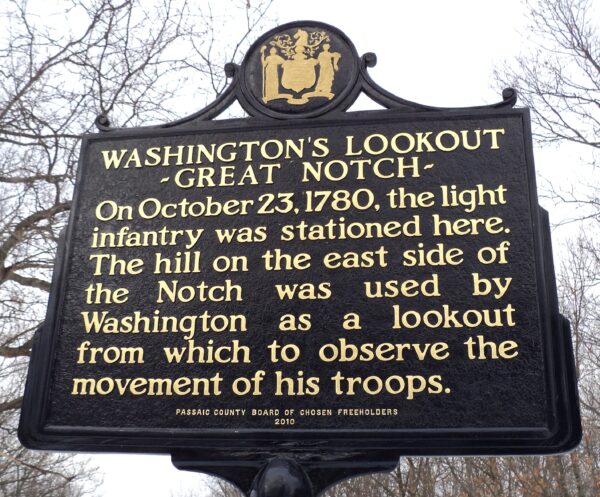 WASHINGTON'S LOOKOUT
-GREAT NOTCH-
On October 23, 1780, the light
infantry was stationed here.
The hill on the east side of
the Notch was used by
Washington as a lookout
from which to observe the
movement of his troops.
PASSAIC COUNTY BOARD OF CHOSEN FREEHOLDERS
2010